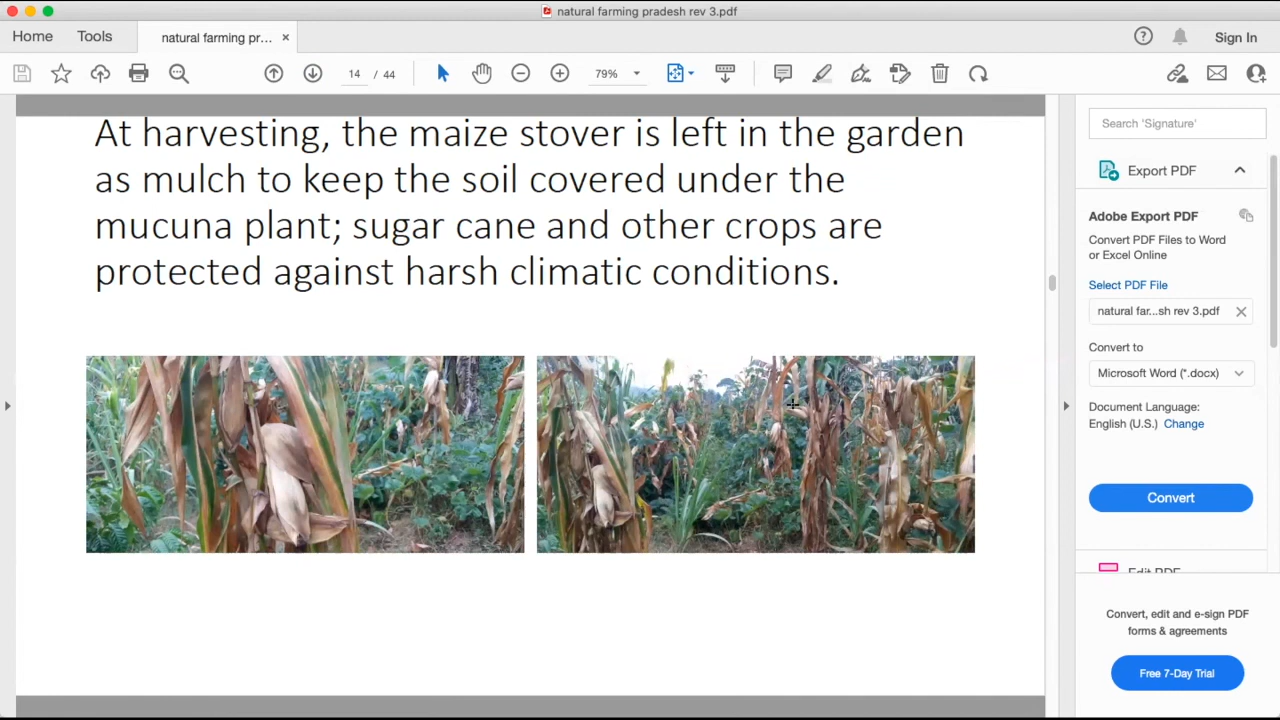 natural farming pradesh rev 3.pdf
Home
Tools
natural farming pr...
Sign In
14 / 44
79%
At harvesting, the maize stover is left in the garden
as mulch to keep the soil covered under the
mucuna plant; sugar cane and other crops are
protected against harsh climatic conditions.
Search 'Signature'
Export PDF
Adobe Export PDF
Convert PDF Files to Word
or Excel Online
Select PDF File
natural far...sh rev 3.pdf
Convert to
Microsoft Word (*.docx)
Document Language:
English (U.S.) Change
Convert
Edit PDF
Convert, edit and e-sign PDF
forms & agreements
Free 7-Day Trial